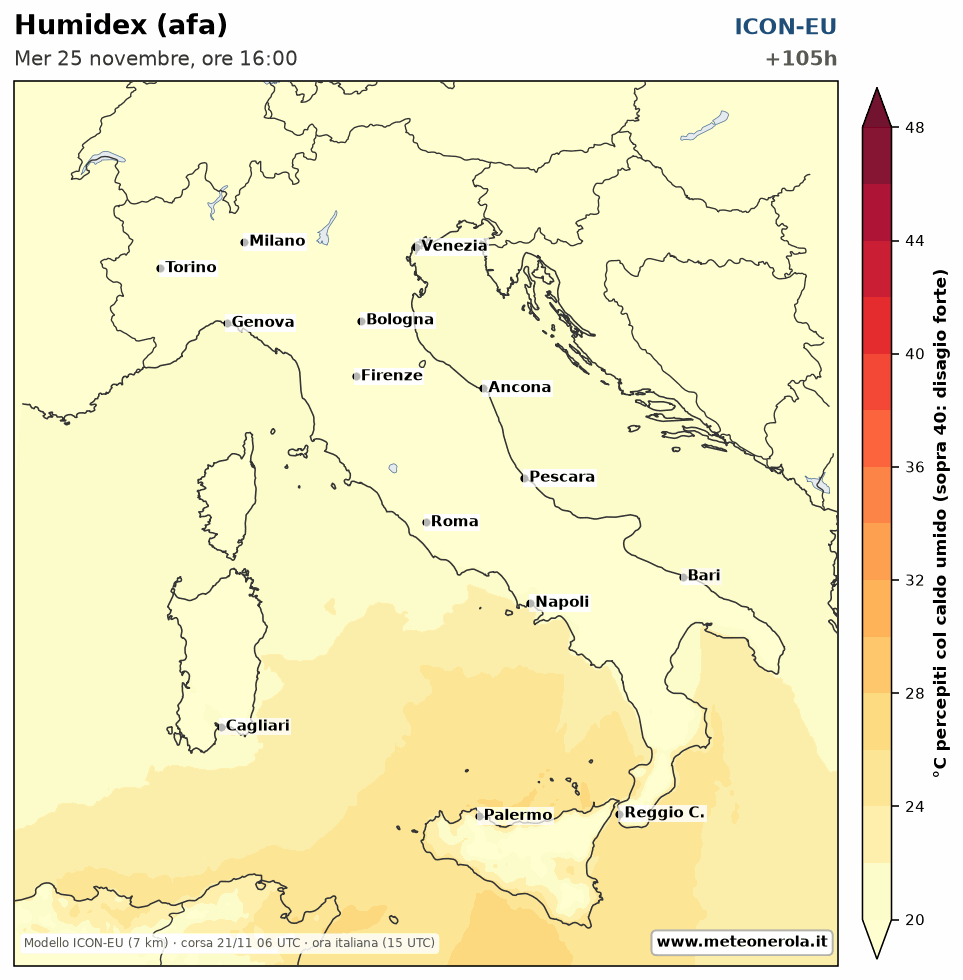 Humidex (afa)
ICON-EU
Mer 25 novembre, ore 16:00
+105h
48
44
40
36
32
28
24
20
°C percepiti col caldo umido (sopra 40: disagio forte)
Milano
Venezia
Torino
Genova
Bologna
Firenze
Ancona
Pescara
Roma
Bari
Napoli
Cagliari
Palermo
Reggio C.
Modello ICON-EU (7 km) · corsa 21/11 06 UTC · ora italiana (15 UTC)
www.meteonerola.it